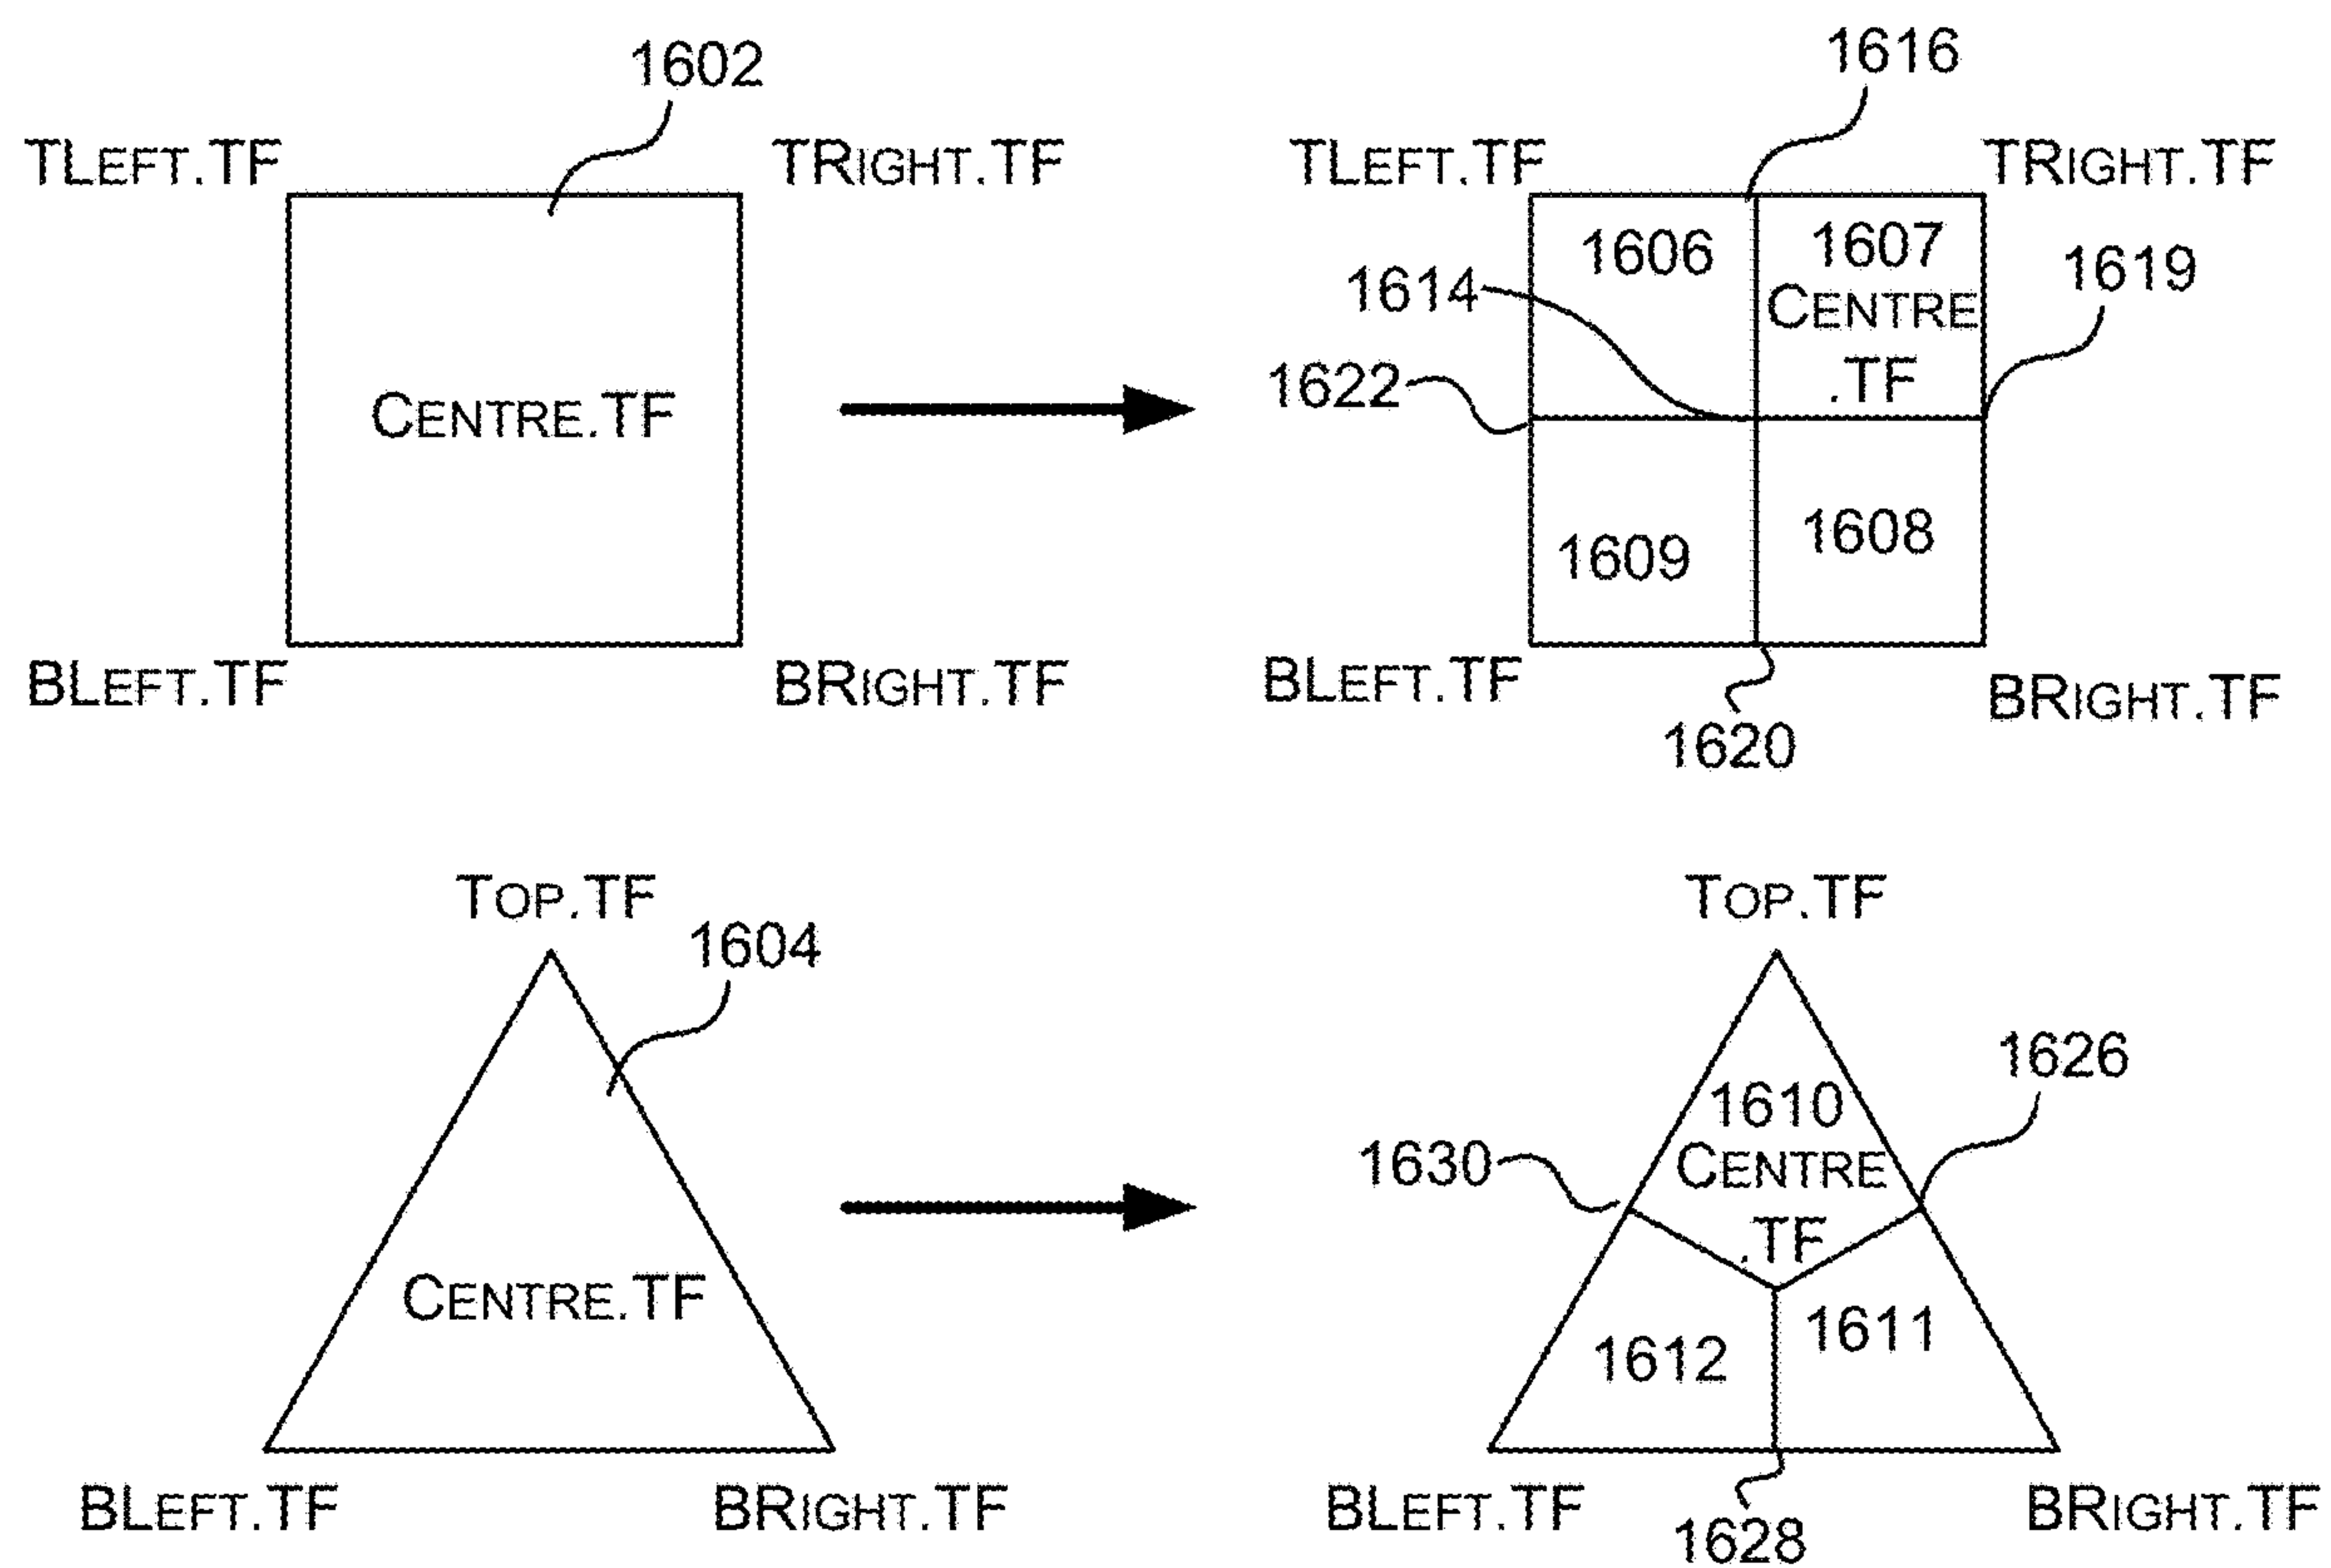 1602
TLEFT.TF
TRIGHT.TF
CENTRE.TF
BLEFT.TF
BRIGHT.TF
1616
TLEFT.TF
TRIGHT.TF
1606
1607
CENTRE
.TF
1614
1619
1622
1609
1608
BLEFT.TF
BRIGHT.TF
1620
TOP.TF
1604
CENTRE.TF
BLEFT.TF
BRIGHT.TF
TOP.TF
1626
1610
CENTRE
.TF
1630
1612
1611
BLEFT.TF
BRIGHT.TF
1628